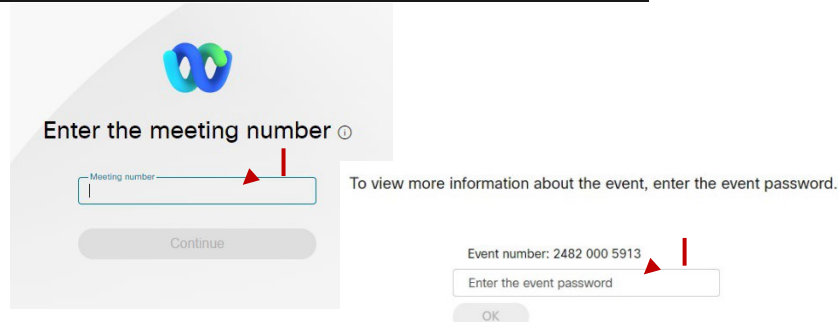 Enter the meeting number
Meeting number
Continue
To view more information about the event, enter the event password.
Event number: 2482 000 5913
Enter the event password
OK